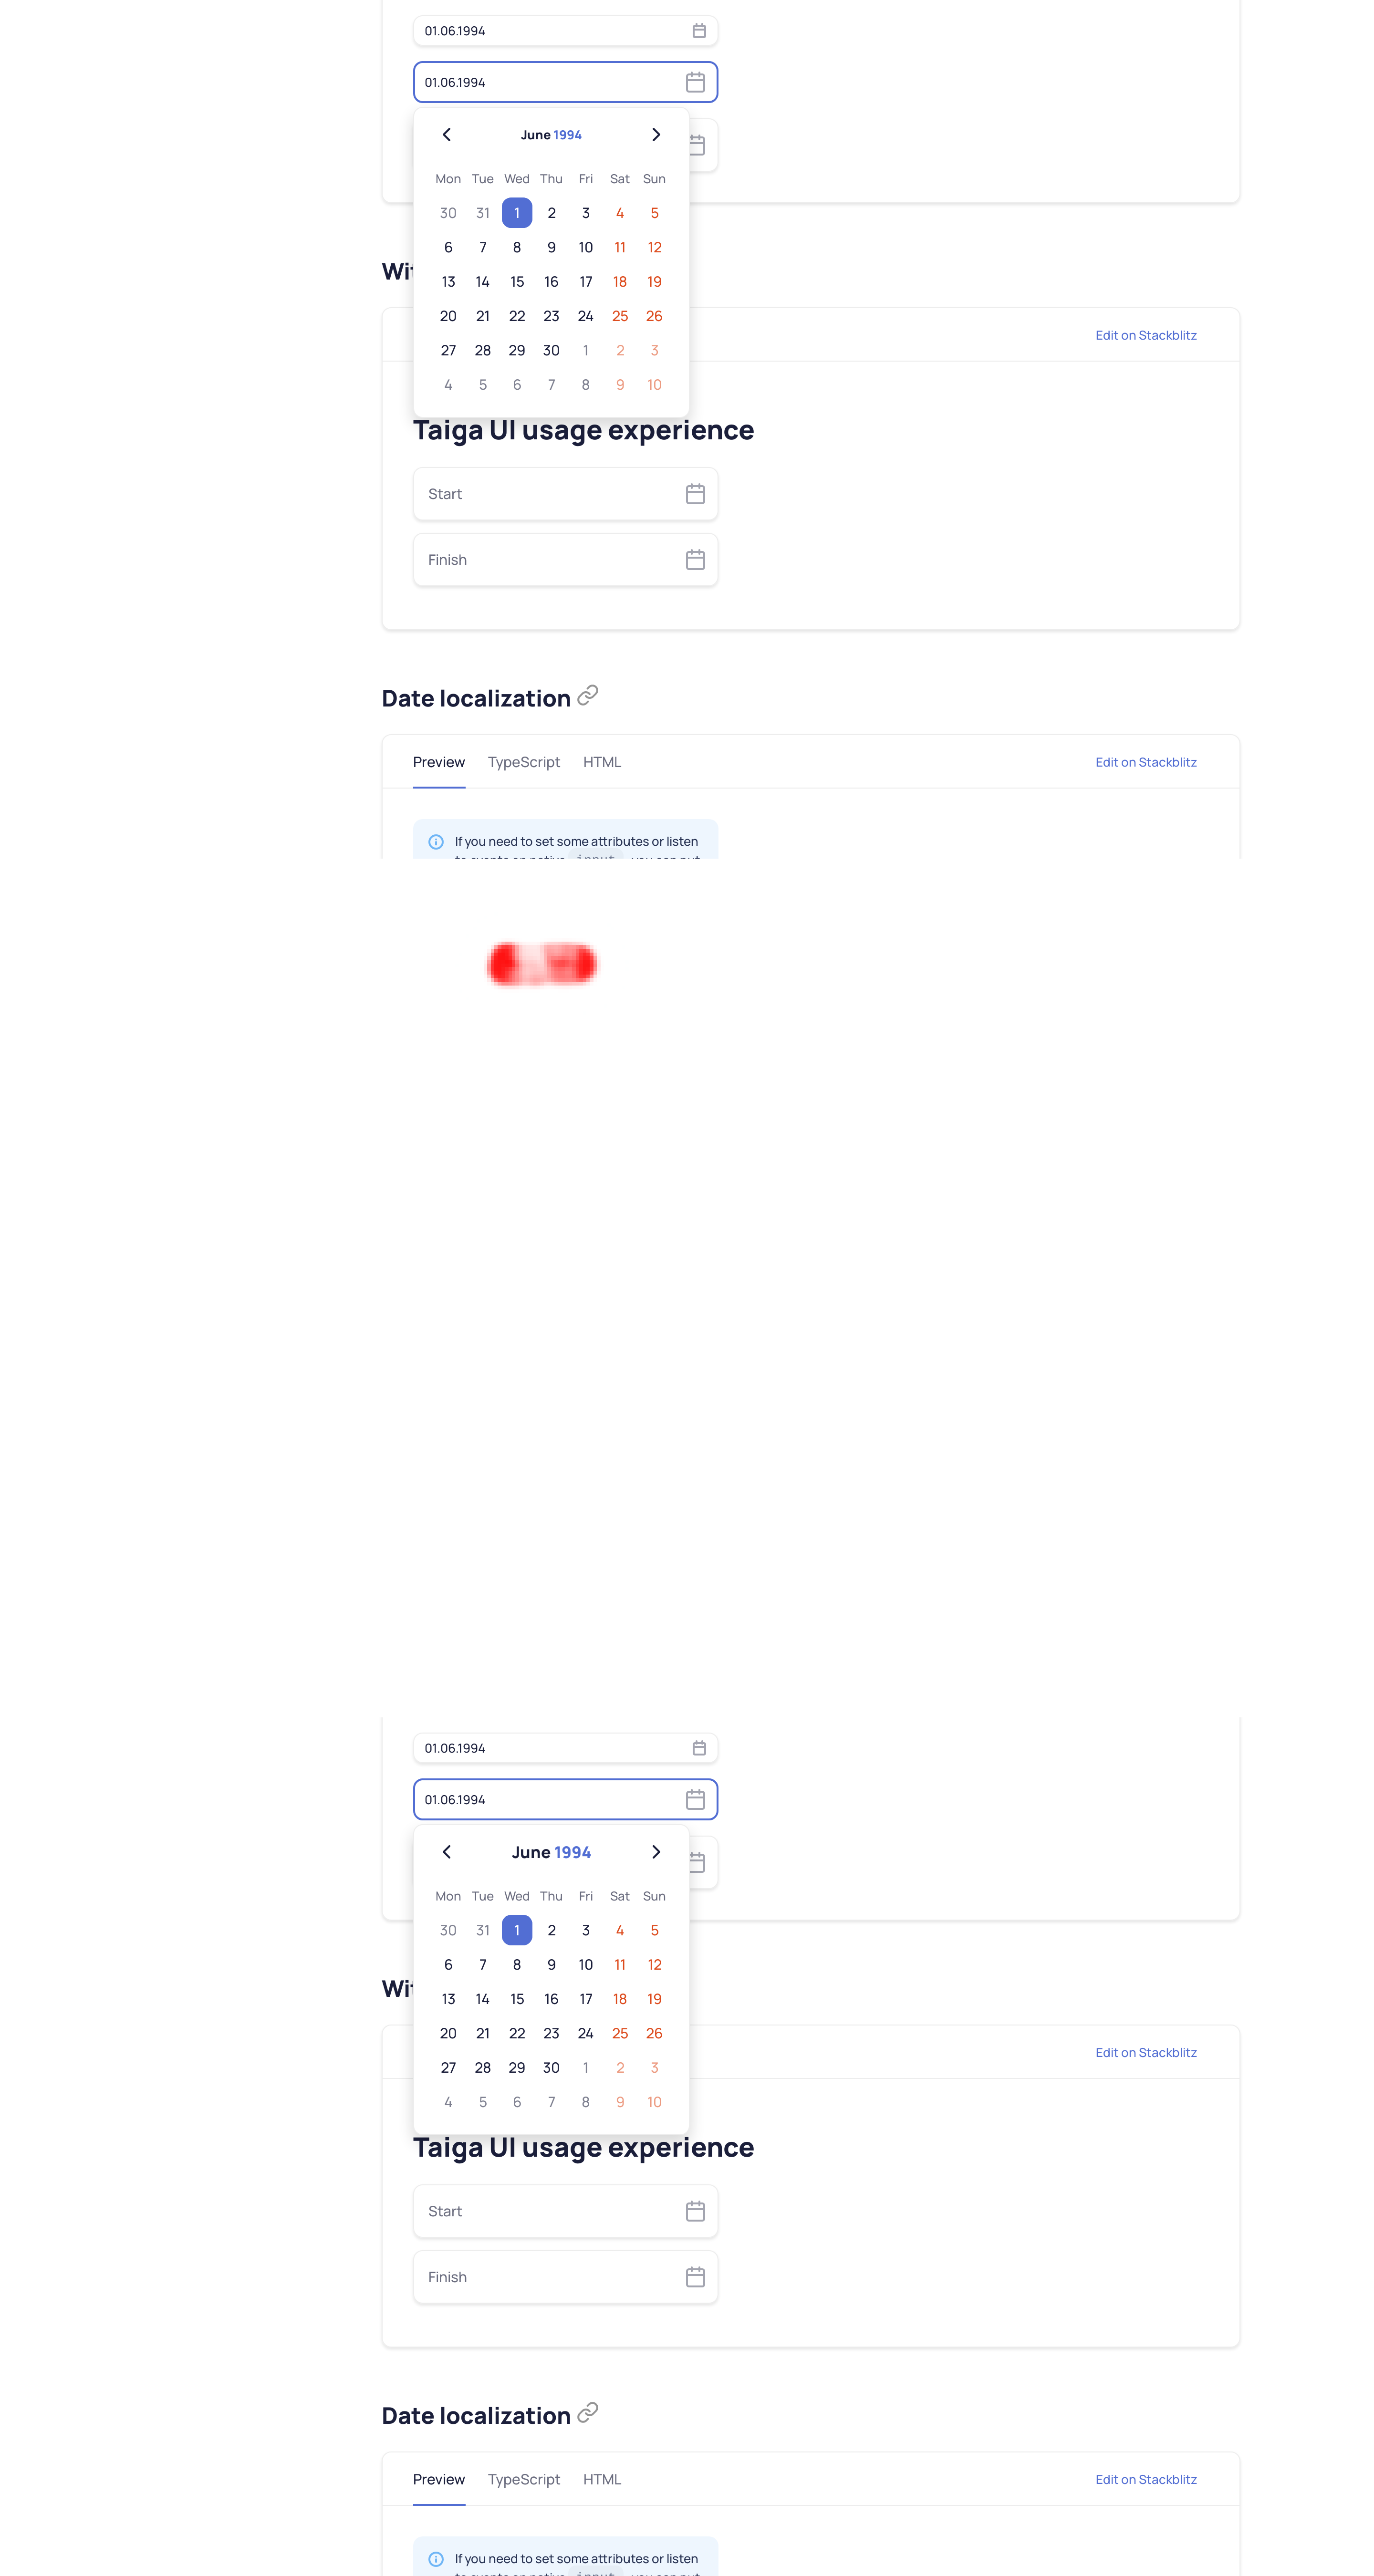 01.06.1994
01.06.1994
June 1994
Mon Tue Wed Thu Fri Sat Sun
30 31 1 2 3 4 5
6 7 8 9 10 11 12
13 14 15 16 17 18 19
20 21 22 23 24 25 26
27 28 29 30 1 2 3
4 5 6 7 8 9 10
Edit on Stackblitz
Taiga UI usage experience
Start
Finish
Date localization
Preview TypeScript HTML Edit on Stackblitz
If you need to set some attributes or listen
01.06.1994
01.06.1994
June 1994
Mon Tue Wed Thu Fri Sat Sun
30 31 1 2 3 4 5
6 7 8 9 10 11 12
13 14 15 16 17 18 19
20 21 22 23 24 25 26
27 28 29 30 1 2 3
4 5 6 7 8 9 10
Edit on Stackblitz
Taiga UI usage experience
Start
Finish
Date localization
Preview TypeScript HTML Edit on Stackblitz
If you need to set some attributes or listen